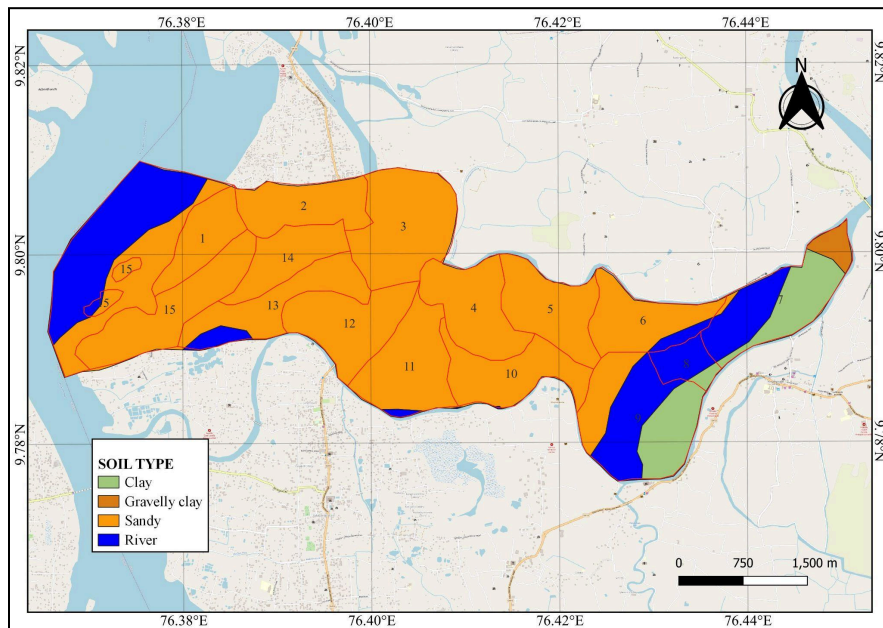 76.38°E 76.40°E 76.42°E 76.44°E
9.82°N
9.82°N
N
2
3
1
9.80°N
9.80°N
14
15
7
5
15
13
4
5
6
12
8
11
10
9
9.78°N
9.78°N
SOIL TYPE
Clay
Gravelly clay
Sandy
River
0 750 1,500 m
76.38°E 76.40°E 76.42°E 76.44°E